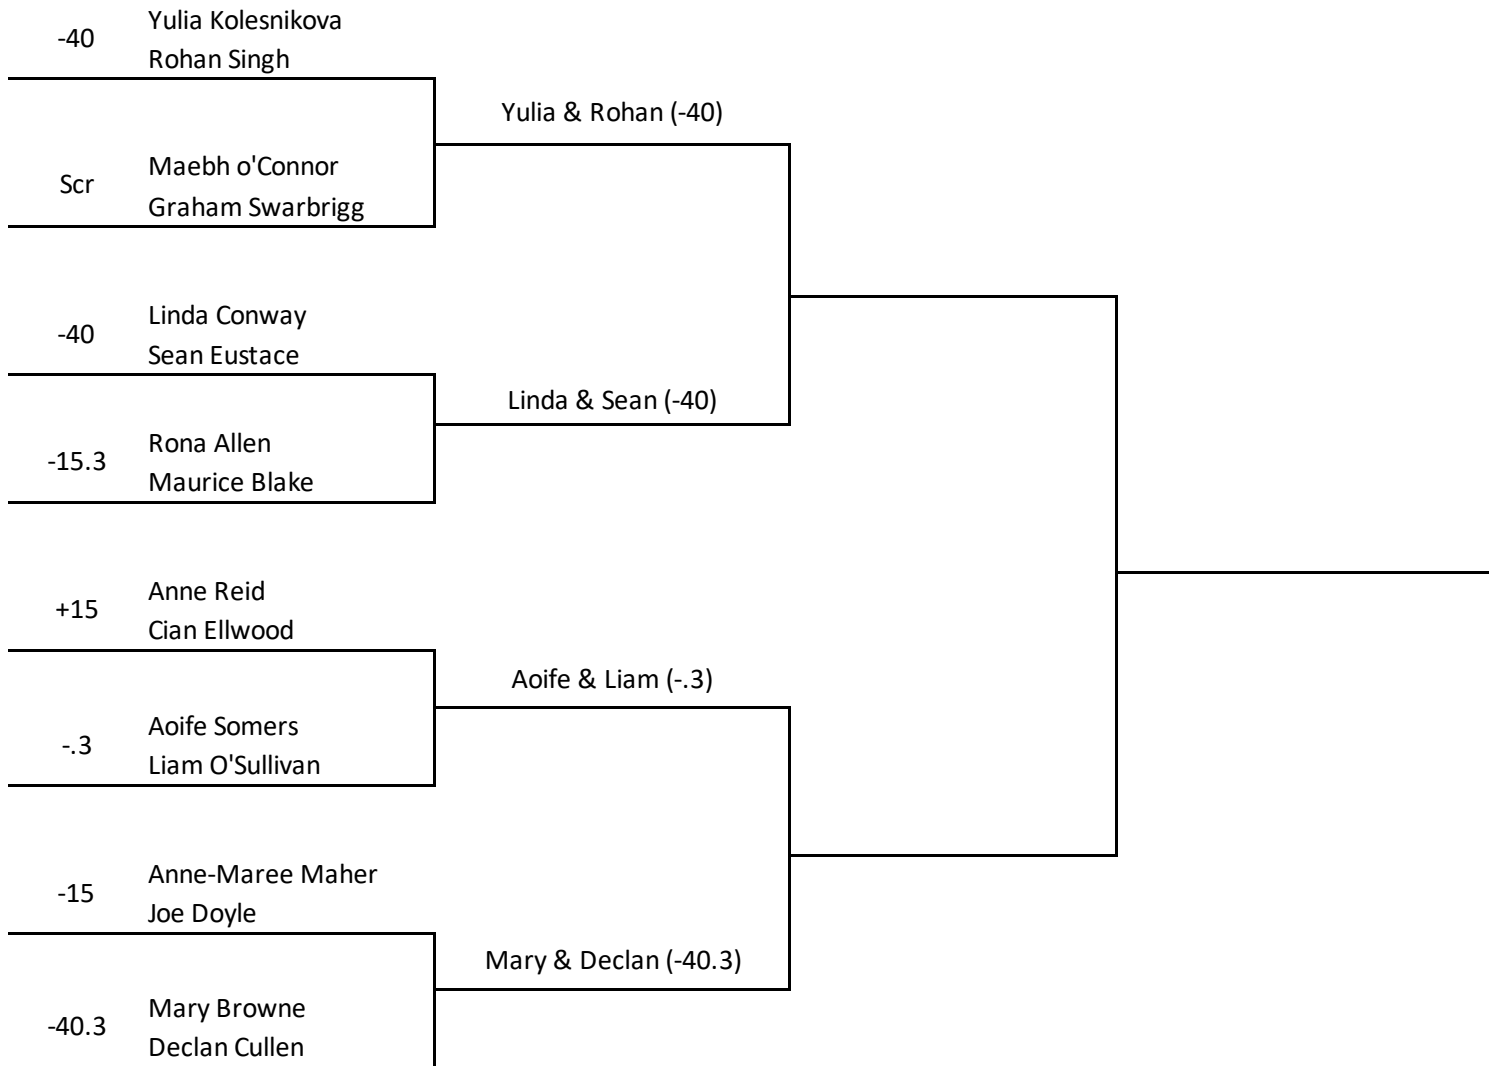 -40
Yulia Kolesnikova
Rohan Singh
Yulia & Rohan (-40)
Scr
Maebh o'Connor
Graham Swarbrigg
-40
Linda Conway
Sean Eustace
Linda & Sean (-40)
-15.3
Rona Allen
Maurice Blake
+15
Anne Reid
Cian Ellwood
Aoife & Liam (-.3)
-.3
Aoife Somers
Liam O'Sullivan
-15
Anne-Maree Maher
Joe Doyle
Mary & Declan (-40.3)
-40.3
Mary Browne
Declan Cullen